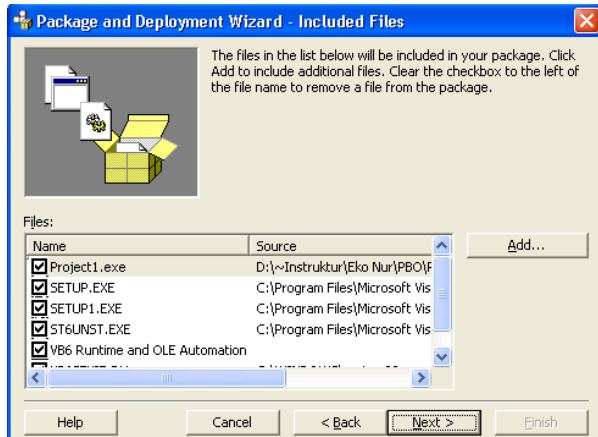 Package and Deployment Wizard - Included Files
The files in the list below will be included in your package. Click
Add to include additional files. Clear the checkbox to the left of
the file name to remove a file from the package.
Files:
Name Source
Project1.exe D:\~Instruktur\Eko Nur\PBO\
SETUP.EXE C:\Program Files\Microsoft Vis
SETUP1.EXE C:\Program Files\Microsoft Vis
ST6UNST.EXE C:\Program Files\Microsoft Vis
VB6 Runtime and OLE Automation
Add...
Help Cancel < Back Next > Finish